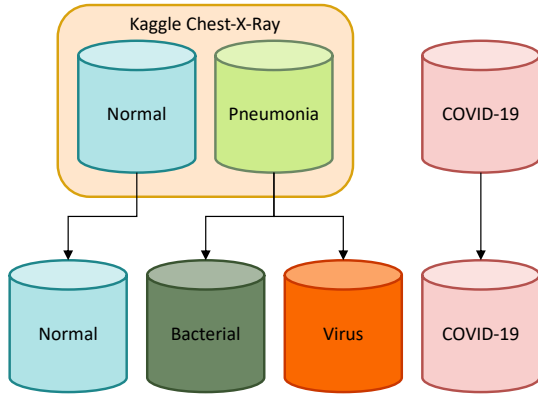 Kaggle Chest-X-Ray
Normal
Pneumonia
COVID-19
Normal
Bacterial
Virus
COVID-19